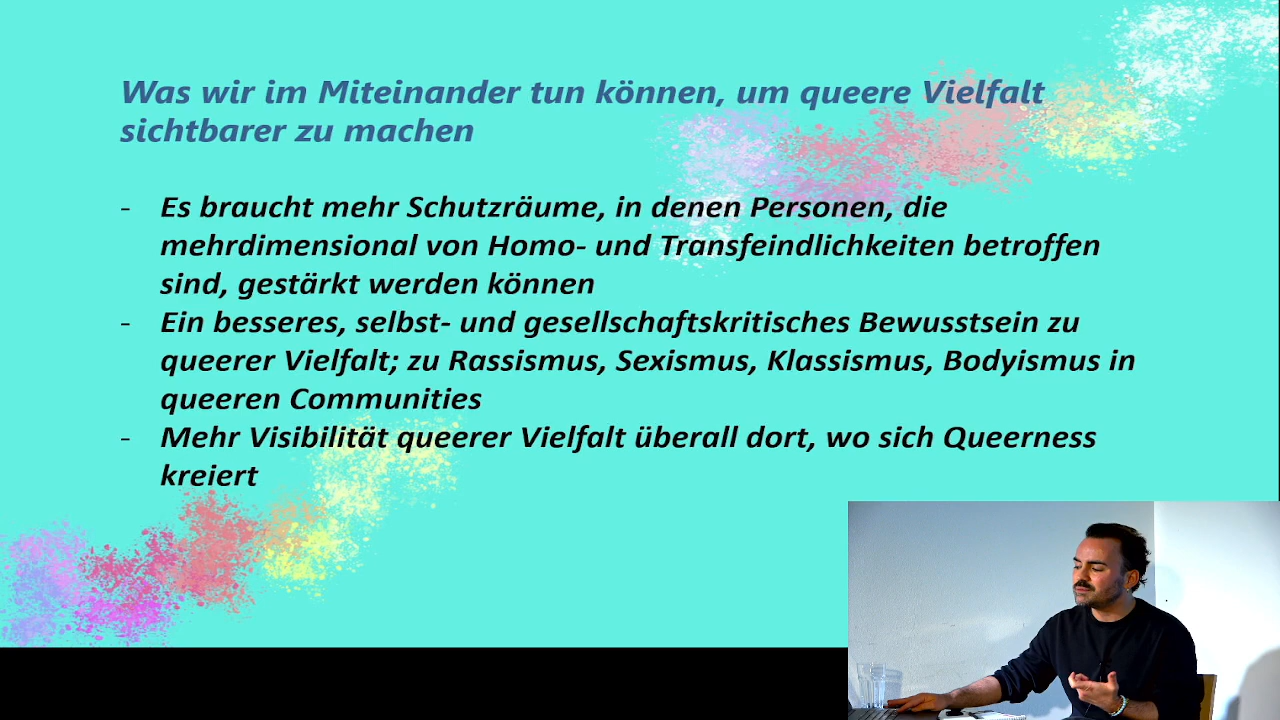 Was wir im Miteinander tun können, um queere Vielfalt
sichtbarer zu machen
- Es braucht mehr Schutzräume, in denen Personen, die
mehrdimensional von Homo- und Transfeindlichkeiten betroffen
sind, gestärkt werden können
- Ein besseres, selbst- und gesellschaftskritisches Bewusstsein zu
queerer Vielfalt; zu Rassismus, Sexismus, Klassismus, Bodyismus in
queeren Communities
- Mehr Visibilität queerer Vielfalt überall dort, wo sich Queerness
kreiert